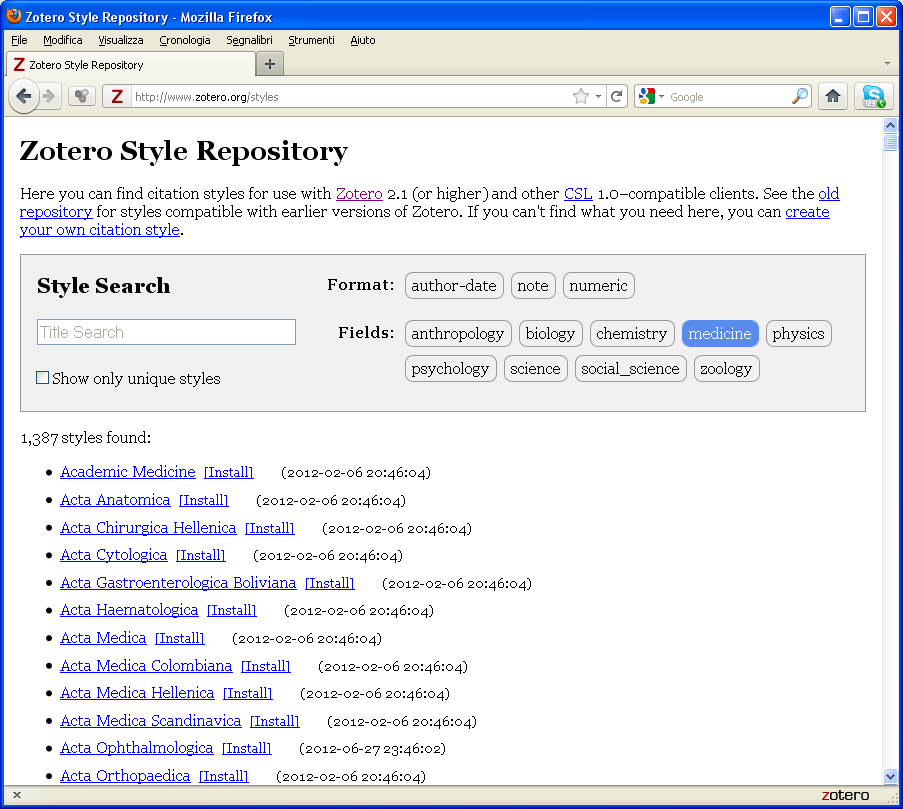 Zotero Style Repository - Mozilla Firefox
File Modifica Visualizza Cronologia Segnalibri Strumenti Aiuto
Z Zotero Style Repository
Z http://www.zotero.org/styles Google
Zotero Style Repository
Here you can find citation styles for use with Zotero 2.1 (or higher) and other CSL 1.0–compatible clients. See the old
repository for styles compatible with earlier versions of Zotero. If you can't find what you need here, you can create
your own citation style.
Style Search
Title Search
Show only unique styles
Format: author-date note numeric
Fields: anthropology biology chemistry medicine physics
psychology science social_science zoology
1,387 styles found:
Academic Medicine [Install] (2012-02-06 20:46:04)
Acta Anatomica [Install] (2012-02-06 20:46:04)
Acta Chirurgica Hellenica [Install] (2012-02-06 20:46:04)
Acta Cytologica [Install] (2012-02-06 20:46:04)
Acta Gastroenterologica Boliviana [Install] (2012-02-06 20:46:04)
Acta Haematologica [Install] (2012-02-06 20:46:04)
Acta Medica [Install] (2012-02-06 20:46:04)
Acta Medica Colombiana [Install] (2012-02-06 20:46:04)
Acta Medica Hellenica [Install] (2012-02-06 20:46:04)
Acta Medica Scandinavica [Install] (2012-02-06 20:46:04)
Acta Ophthalmologica [Install] (2012-06-27 23:46:02)
Acta Orthopaedica [Install] (2012-02-06 20:46:04)
zotero